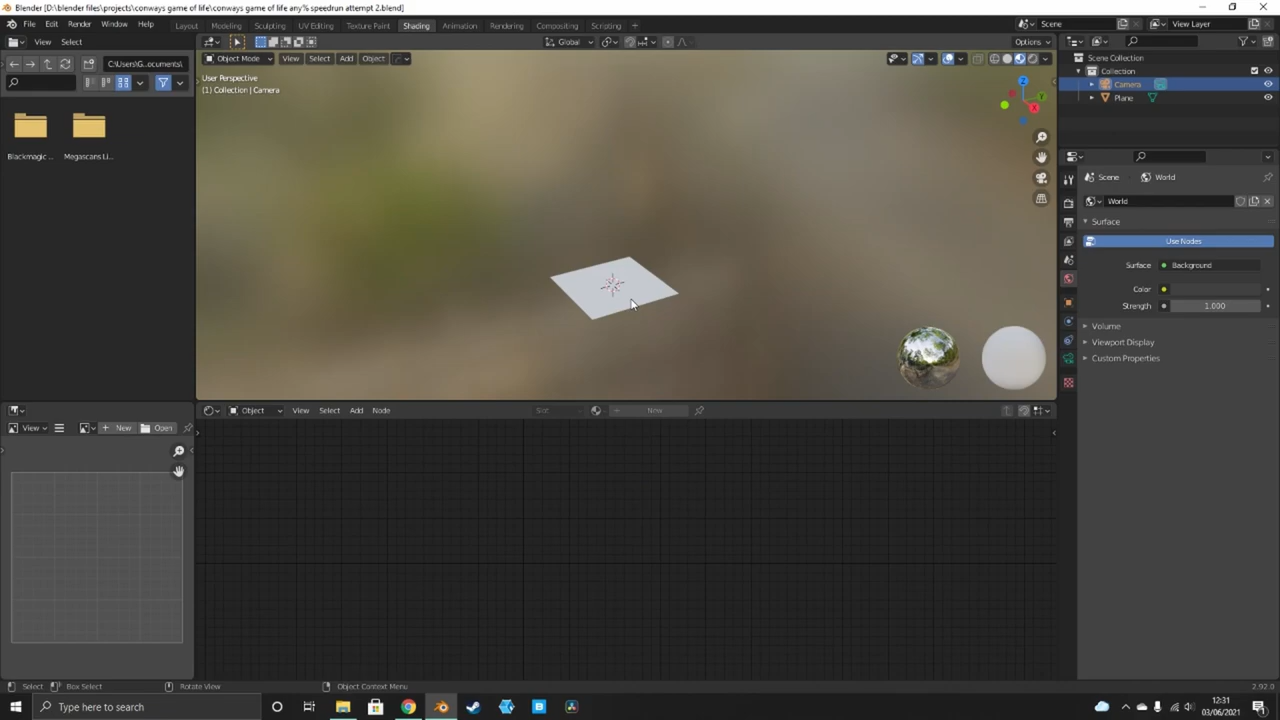 Blender [D:\blender files\projects\conways game of life\conways game of life any% speedrun attempt 2.blend]
File Edit Render Window Help Layout Modeling Sculpting UV Editing Texture Paint Shading Animation Rendering Compositing Scripting + Scene View Layer
View Select Global Options
C:\Users\G..ocuments\ Object Mode View Select Add Object
Scene Collection
Collection
Camera
Plane
User Perspective
(1) Collection | Camera
Blackmagic ... Megascans Li...
Scene World
World
Surface
Use Nodes
Surface Background
Color
Strength 1.000
Volume
Viewport Display
Custom Properties
Object View Select Add Node Slot New
View New Open
Select Box Select Rotate View Object Context Menu 2.92.0
Type here to search
12:31
03/06/2021
X
Y
Z